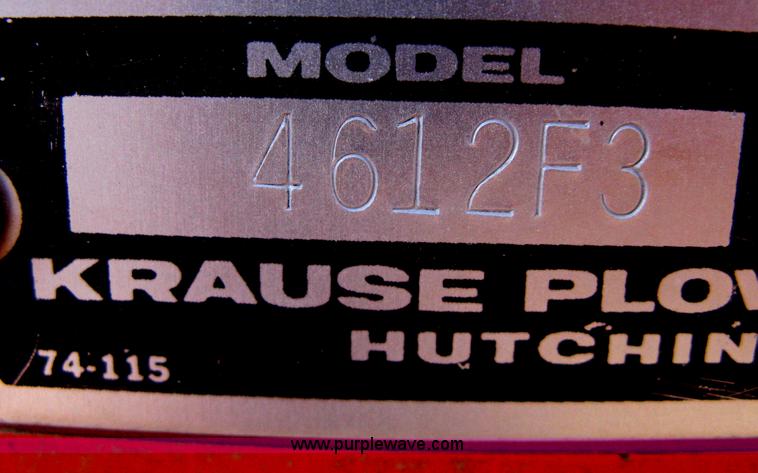 MODEL
4612F3
KRAUSE PLOW
HUTCHIN
74-115
www.purplewave.com